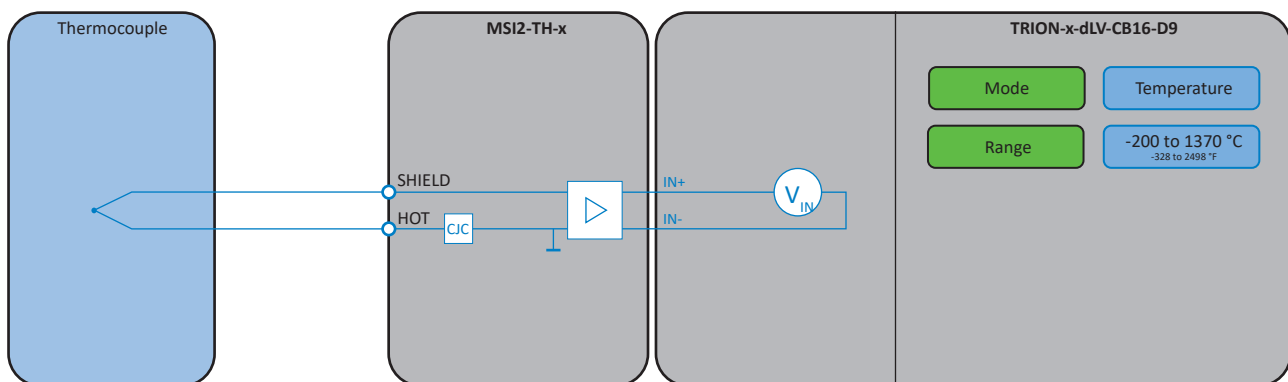 Thermocouple
MSI2-TH-x
TRION-x-dLV-CB16-D9
Mode
Temperature
Range
-200 to 1370 °C
-328 to 2498 °F
SHIELD
IN+
VIN
HOT
CJC
IN-